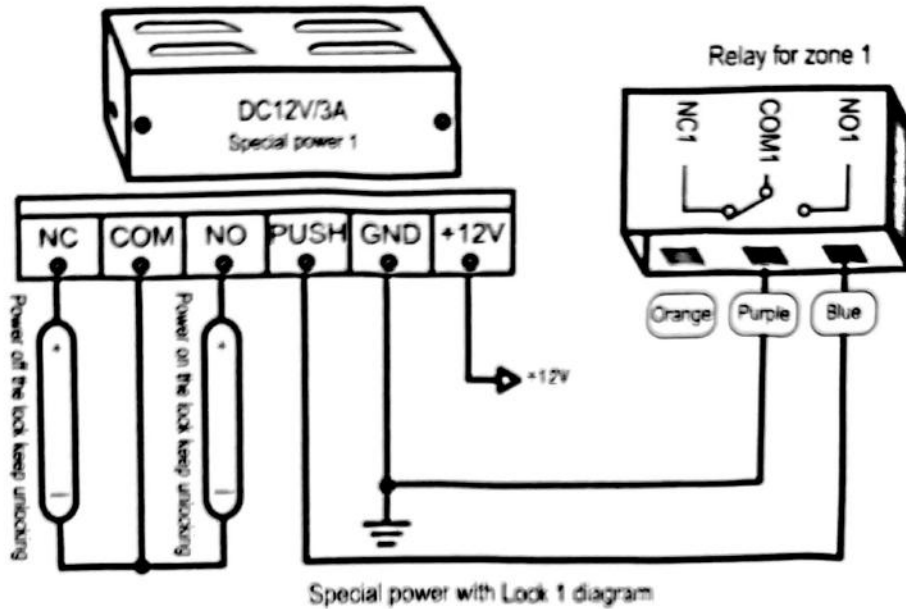 DC12V/3A
Special power 1
Relay for zone 1
NC1
COM1
NO1
NC
COM
NO
PUSH
GND
+12V
Orange
Purple
Blue
Power off the lock keep unlocking
+
−
Power on the lock keep unlocking
+
−
+12V
Special power with Lock 1 diagram